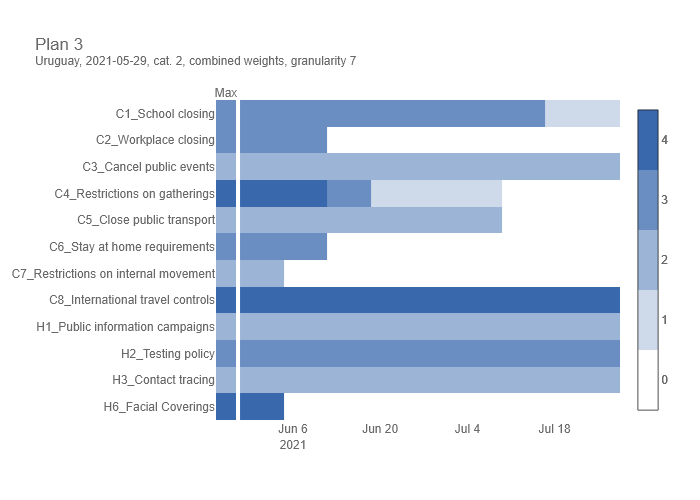 Plan 3
Uruguay, 2021-05-29, cat. 2, combined weights, granularity 7
Max
C1_School closing
C2_Workplace closing
C3_Cancel public events
C4_Restrictions on gatherings
C5_Close public transport
C6_Stay at home requirements
C7_Restrictions on internal movement
C8_International travel controls
H1_Public information campaigns
H2_Testing policy
H3_Contact tracing
H6_Facial Coverings
Jun 6 Jun 20 Jul 4 Jul 18
2021
4
3
2
1
0